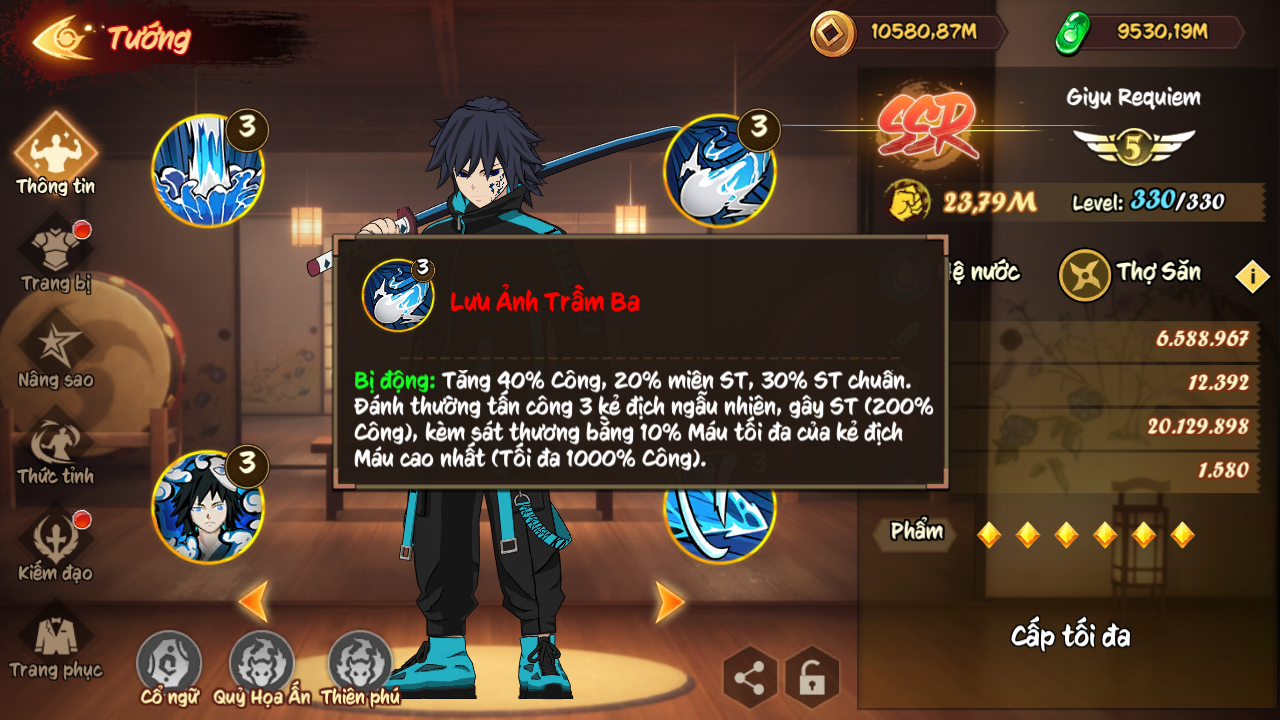 Tướng
10580,87M
9530,19M
SSR
Giyu Requiem
5
23,79M
Level: 330/330
Thông tin
Trang bị
Nâng sao
Thức tỉnh
Kiếm đạo
Trang phục
3
3
3
3
Lưu Ảnh Trầm Ba
Bị động: Tăng 40% Công, 20% miễn ST, 30% ST chuẩn.
Đánh thường tấn công 3 kẻ địch ngẫu nhiên, gây ST (200%
Công), kèm sát thương bằng 10% Máu tối đa của kẻ địch
Máu cao nhất (Tối đa 1000% Công).
ệ nước
Thợ Săn
6.588.967
12.392
20.129.898
1.580
Phẩm
Cấp tối đa
Cổ ngữ
Quỷ Họa Ấn
Thiên phú